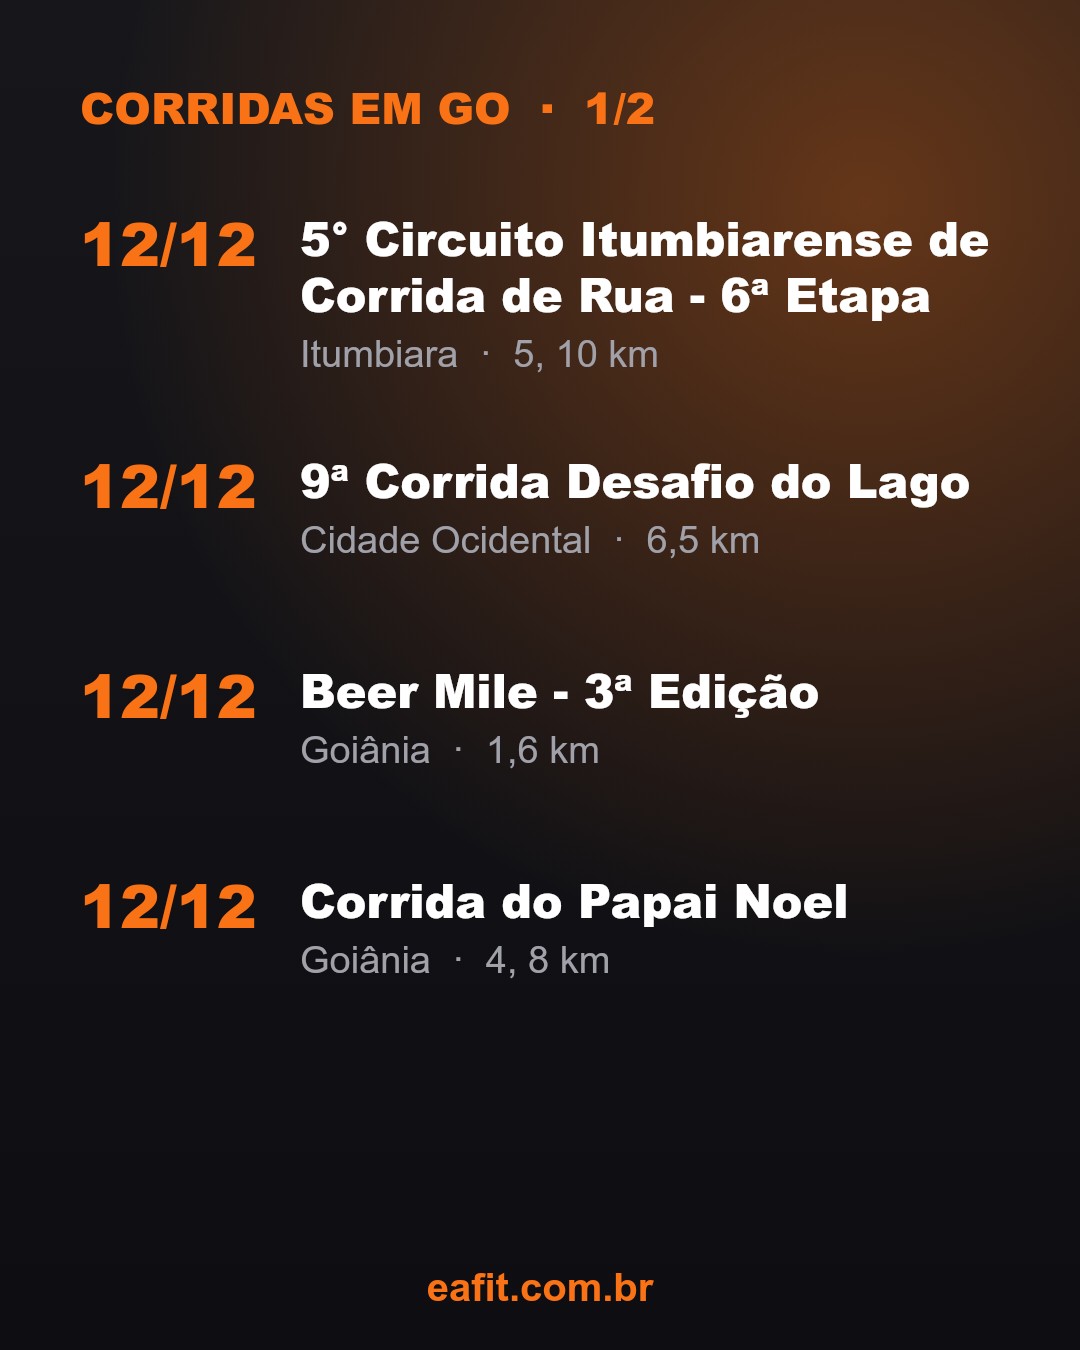 CORRIDAS EM GO · 1/2
12/12 5° Circuito Itumbiarense de
Corrida de Rua - 6ª Etapa
Itumbiara · 5, 10 km
12/12 9ª Corrida Desafio do Lago
Cidade Ocidental · 6,5 km
12/12 Beer Mile - 3ª Edição
Goiânia · 1,6 km
12/12 Corrida do Papai Noel
Goiânia · 4, 8 km
eafit.com.br